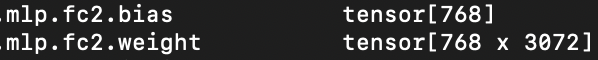 .mlp.fc2.bias tensor[768]
.mlp.fc2.weight tensor[768 x 3072]